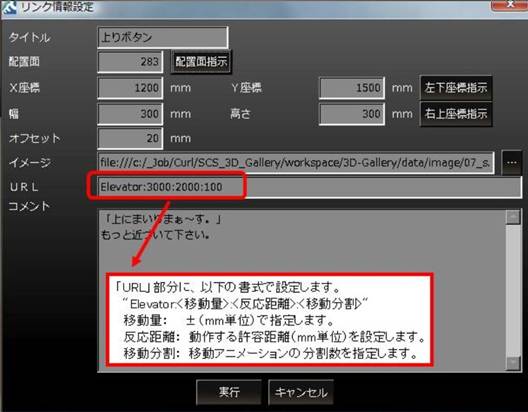 リンク情報設定
タイトル 上りボタン
配置面 283 配置面指示
X座標 1200 mm Y座標 1500 mm 左下座標指示
幅 300 mm 高さ 300 mm 右上座標指示
オフセット 20 mm
イメージ file:///c:/_Job/Curl/SCS_3D_Gallery/workspace/3D-Gallery/data/image/07_s. ...
URL Elevator:3000:2000:100
コメント
「上にまいりまぁ～す。」
もっと近づいて下さい。
「URL」部分に、以下の書式で設定します。
"Elevator:<移動量>:<反応距離>:<移動分割>"
移動量： ±(mm単位)で指定します。
反応距離：動作する許容距離(mm単位)を設定します。
移動分割：移動アニメーションの分割数を指定します。
実行 キャンセル